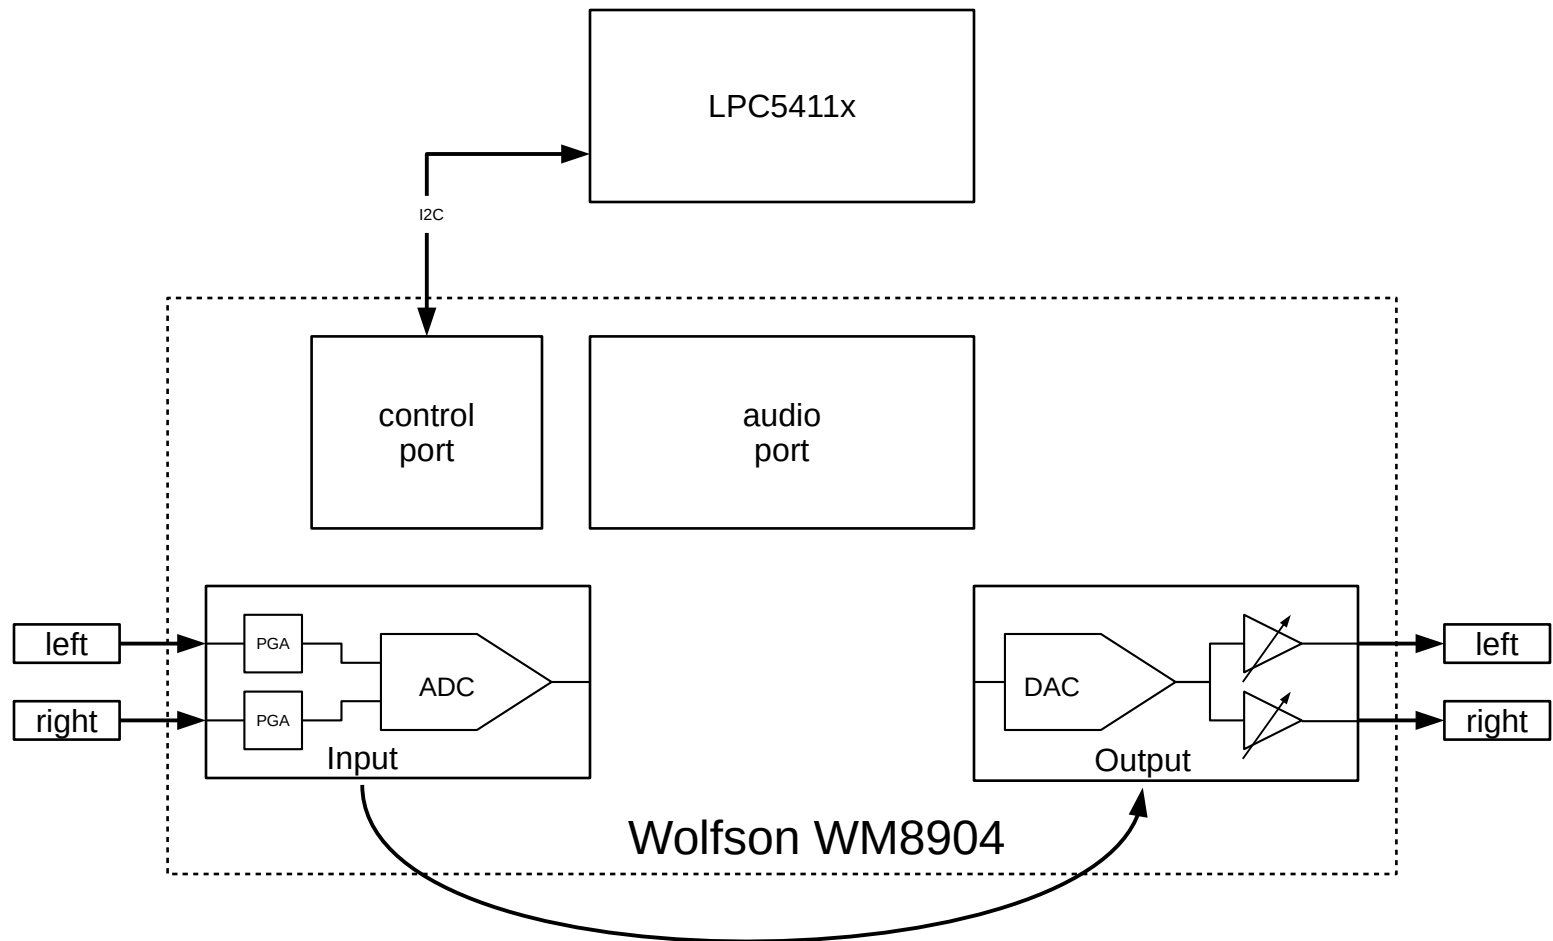 LPC5411x
I2C
control
port
audio
port
left
PGA
ADC
right
PGA
Input
DAC
Output
left
right
Wolfson WM8904